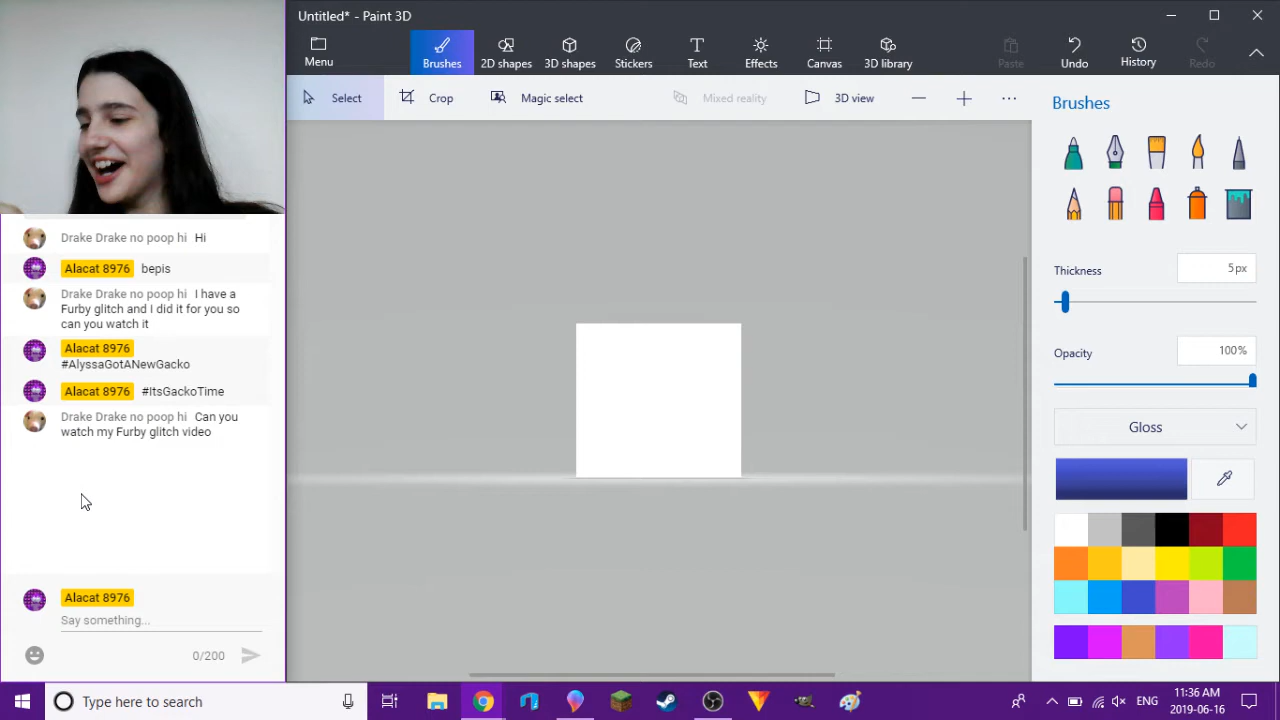 Untitled* - Paint 3D
Menu
Brushes
2D shapes
3D shapes
Stickers
Text
Effects
Canvas
3D library
Paste
Undo
History
Redo
Select
Crop
Magic select
Mixed reality
3D view
Brushes
Thickness
5px
Opacity
100%
Gloss
Drake Drake no poop hi Hi
Alacat 8976 bepis
Drake Drake no poop hi I have a
Furby glitch and I did it for you so
can you watch it
Alacat 8976
#AlyssaGotANewGacko
Alacat 8976 #ItsGackoTime
Drake Drake no poop hi Can you
watch my Furby glitch video
Alacat 8976
Say something...
0/200
Type here to search
ENG
11:36 AM
2019-06-16